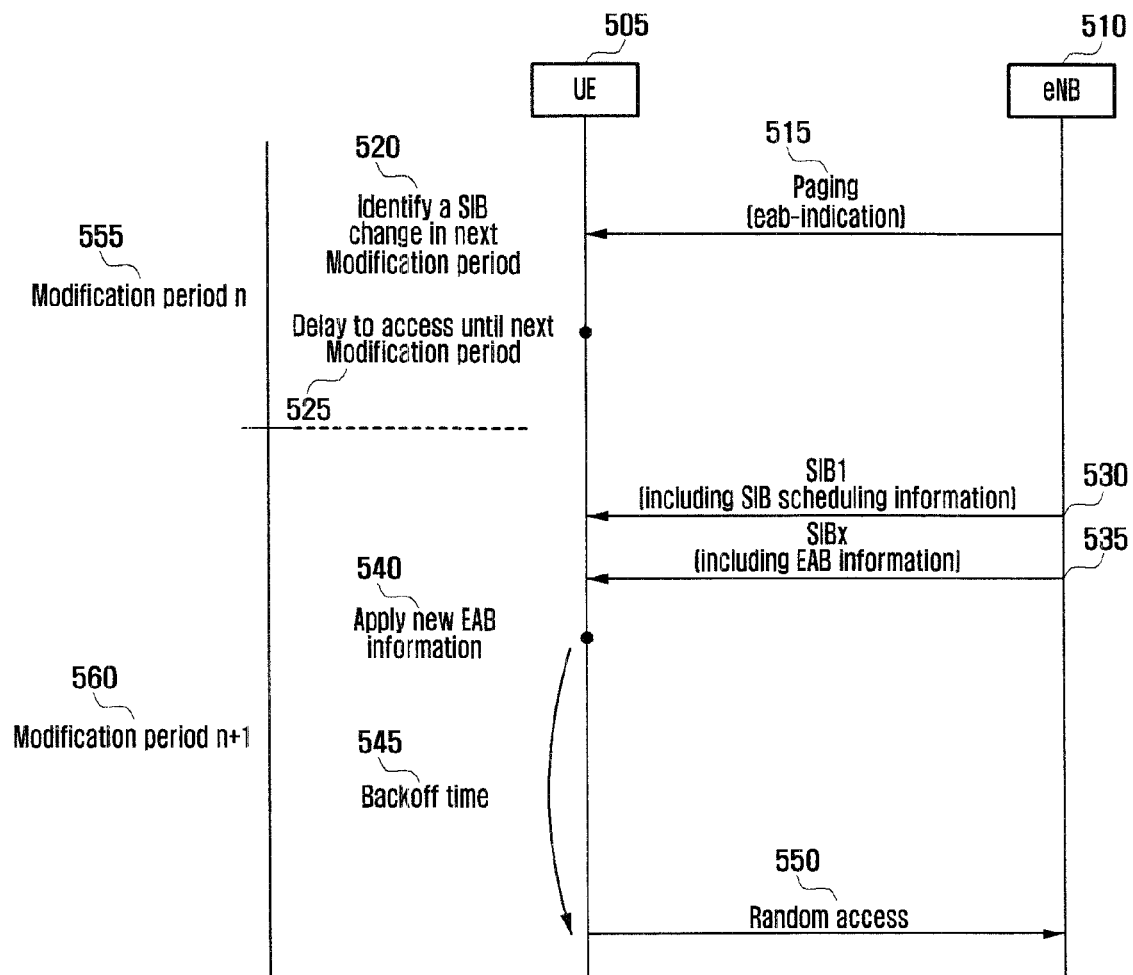 505
510
UE
eNB
520
515
Identify a SIB
change in next
Modification period
Paging
(eab-indication)
555
Modification period n
Delay to access until next
Modification period
525
SIB1
(including SIB scheduling information)
530
SIBx
(including EAB information)
535
540
Apply new EAB
information
560
Modification period n+1
545
Backoff time
550
Random access